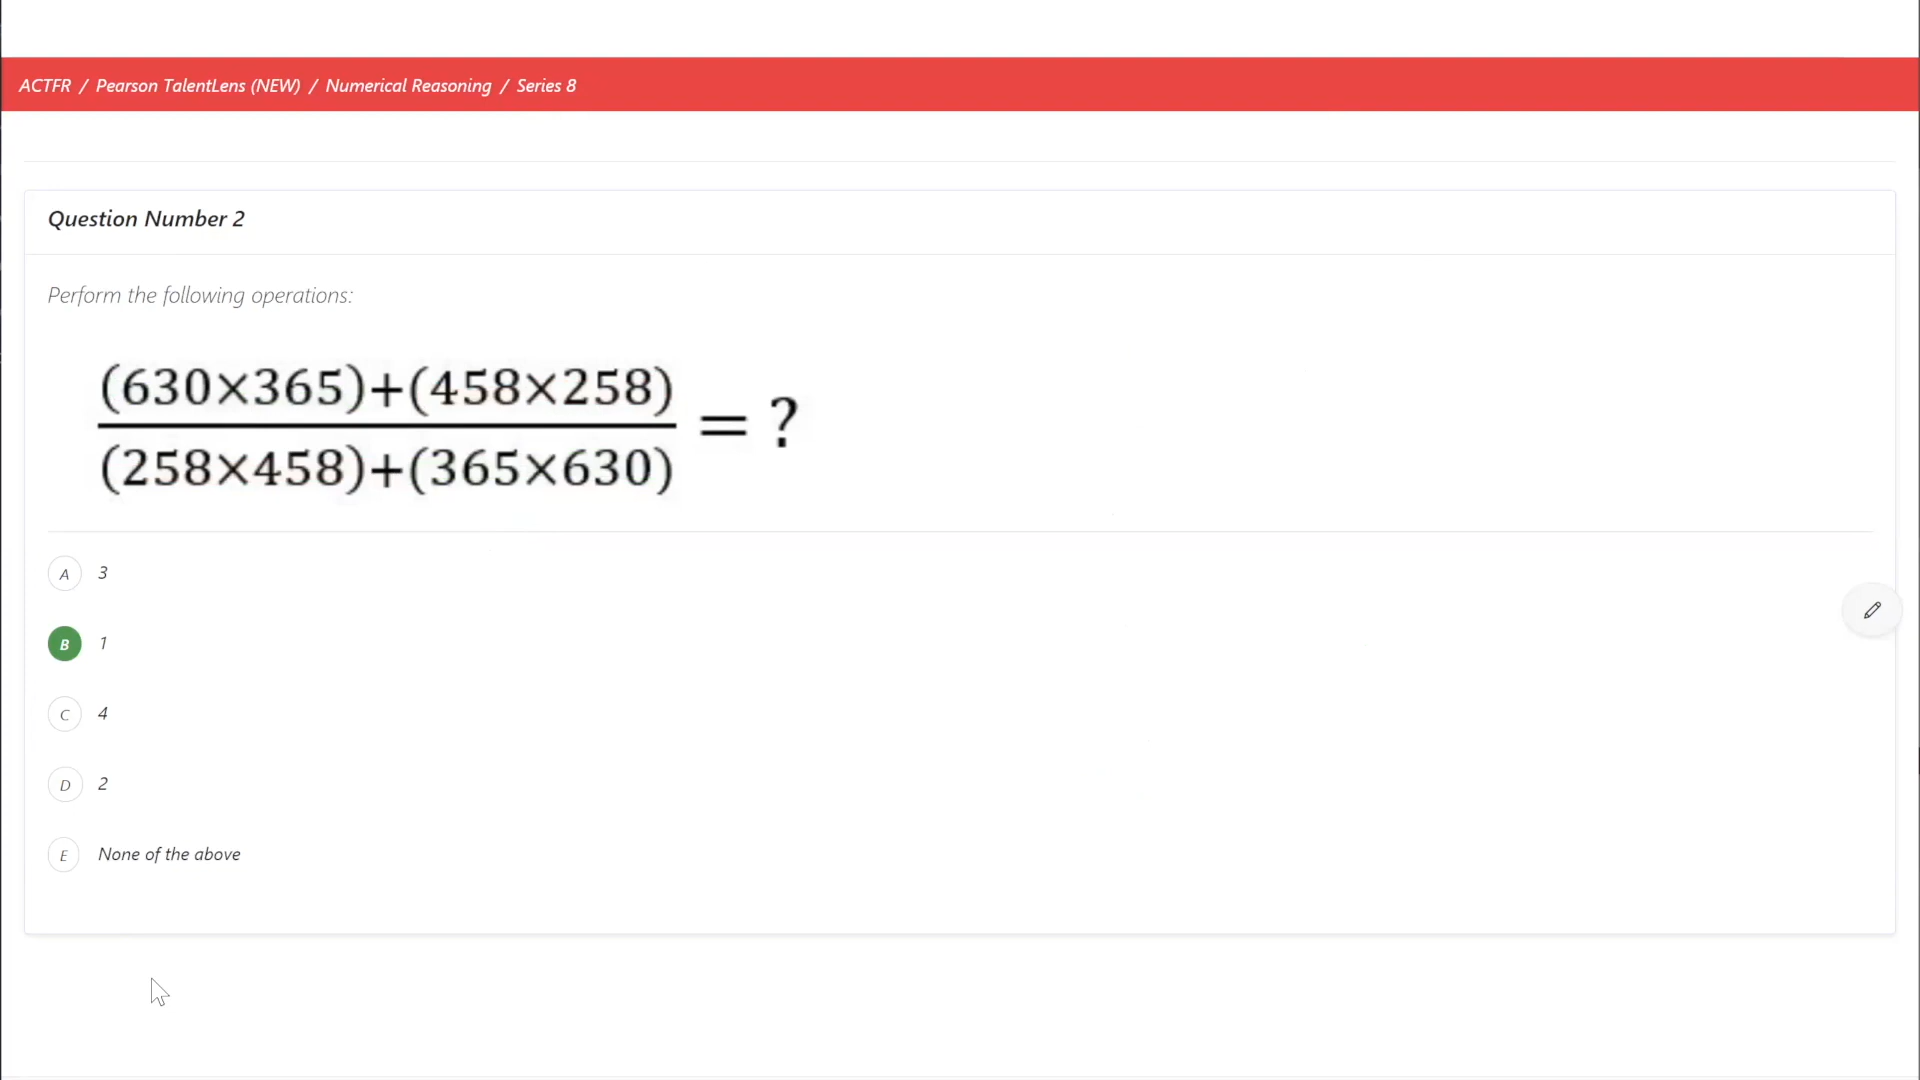 ACTFR / Pearson TalentLens (NEW) / Numerical Reasoning / Series 8
Question Number 2
Perform the following operations:
(630×365)+(458×258)
= ?
(258×458)+(365×630)
A 3
B 1
C 4
D 2
E None of the above